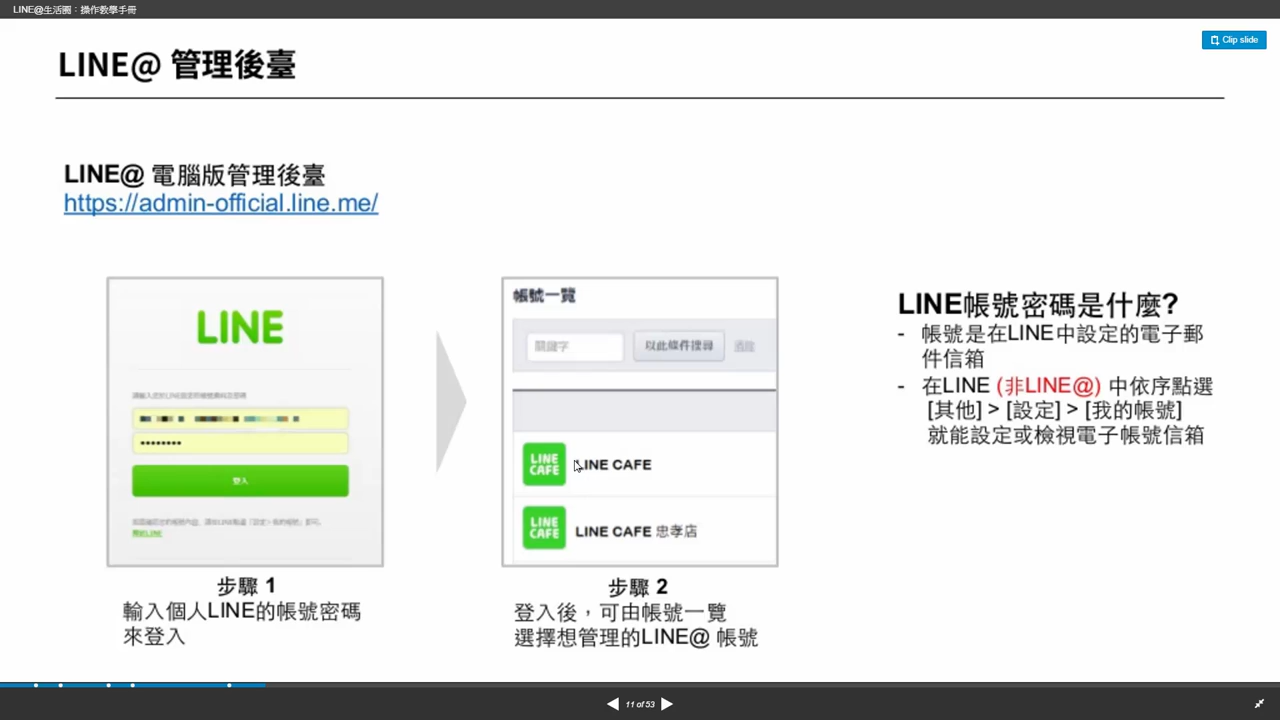 LINE@生活圈：操作教學手冊
Clip slide
LINE@ 管理後臺
LINE@ 電腦版管理後臺
https://admin-official.line.me/
LINE
登入
帳號一覽
關鍵字
以此條件搜尋
清除
LINE CAFE
LINE CAFE
LINE CAFE
LINE CAFE 忠孝店
步驟 1
輸入個人LINE的帳號密碼
來登入
步驟 2
登入後，可由帳號一覽
選擇想管理的LINE@ 帳號
LINE帳號密碼是什麼?
- 帳號是在LINE中設定的電子郵
件信箱
- 在LINE (非LINE@) 中依序點選
[其他] > [設定] > [我的帳號]
就能設定或檢視電子帳號信箱
11 of 53